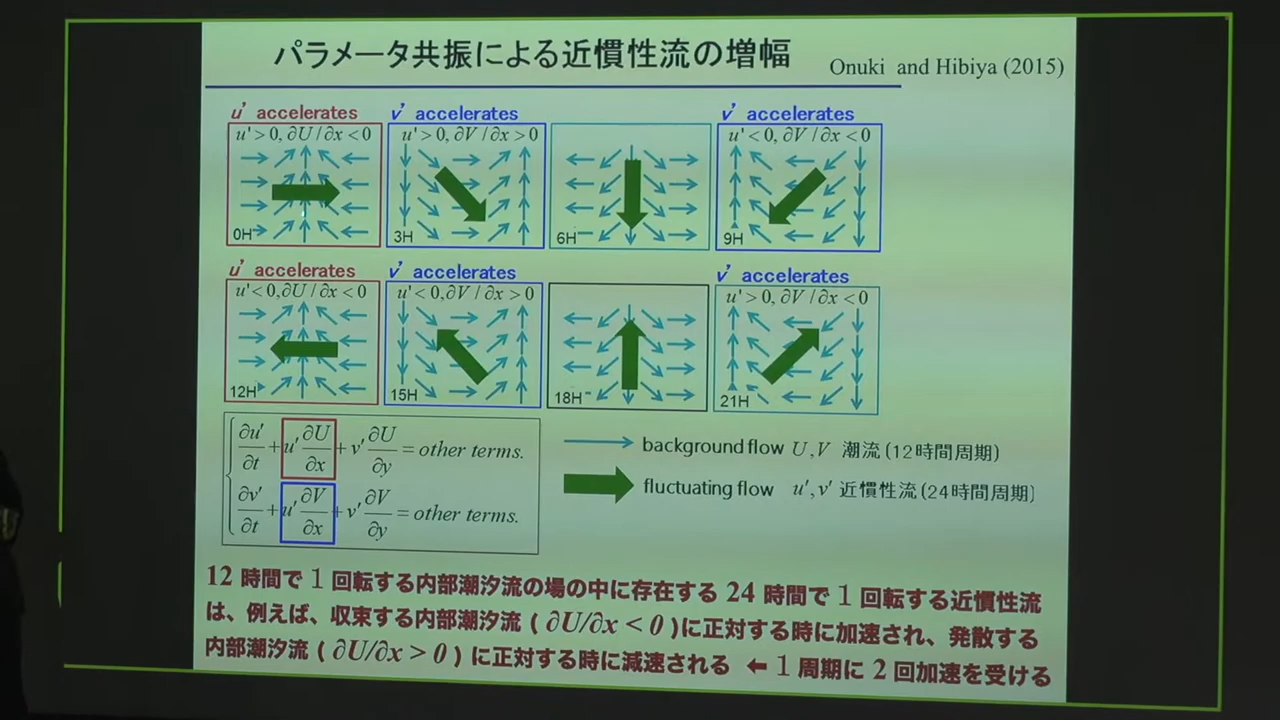 パラメータ共振による近慣性流の増幅
Onuki and Hibiya (2015)
u' accelerates
v' accelerates
v' accelerates
u' > 0, ∂U / ∂x < 0
u' > 0, ∂V / ∂x > 0
u' < 0, ∂V / ∂x < 0
0H
3H
6H
9H
u' accelerates
v' accelerates
v' accelerates
u' < 0, ∂U / ∂x < 0
u' < 0, ∂V / ∂x > 0
u' > 0, ∂V / ∂x < 0
12H
15H
18H
21H
∂u'/∂t + u' ∂U/∂x + v' ∂U/∂y = other terms.
∂v'/∂t + u' ∂V/∂x + v' ∂V/∂y = other terms.
background flow U,V 潮流(12時間周期)
fluctuating flow u', v' 近慣性流(24時間周期)
12 時間で 1 回転する内部潮汐流の場の中に存在する 24 時間で 1 回転する近慣性流
は、例えば、収束する内部潮汐流 ( ∂U/∂x < 0 )に正対する時に加速され、発散する
内部潮汐流 ( ∂U/∂x > 0 ) に正対する時に減速される ← 1 周期に 2 回加速を受ける